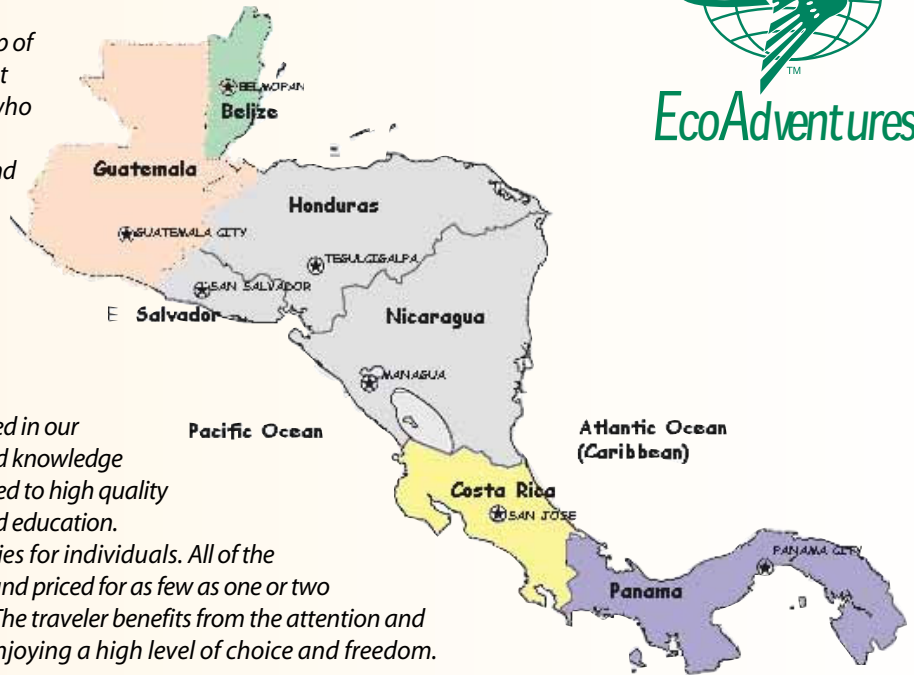 p of
t
who
nd
TM
EcoAdventures
BELMOPAN
Belize
Guatemala
GUATEMALA CITY
Honduras
TEGULCIGALPA
SAN SALVADOR
E Salvador
Nicaragua
MANAGUA
Pacific Ocean
Atlantic Ocean
(Caribbean)
Costa Rica
SAN JOSE
PANAMA CITY
Panama
ed in our
d knowledge
ed to high quality
d education.
ies for individuals. All of the
and priced for as few as one or two
The traveler benefits from the attention and
njoying a high level of choice and freedom.